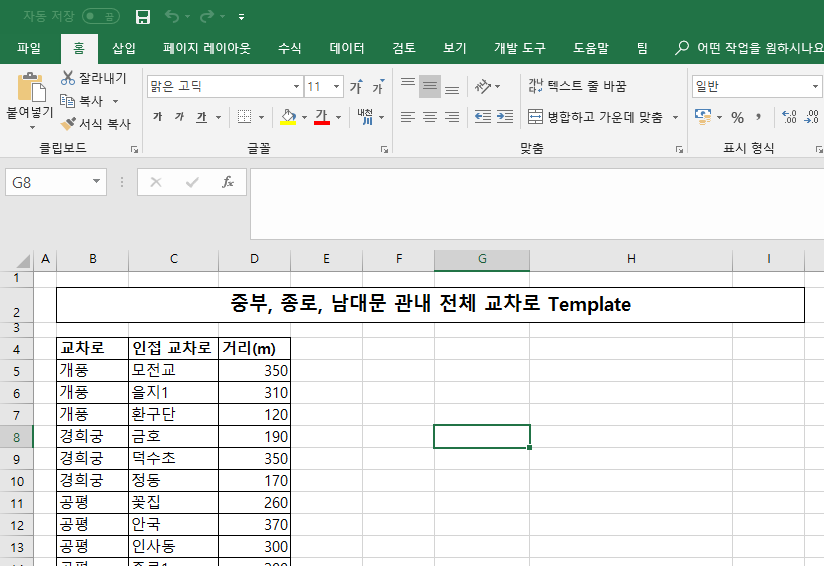 자동 저장 끔
파일 홈 삽입 페이지 레이아웃 수식 데이터 검토 보기 개발 도구 도움말 팀 어떤 작업을 원하시나요
붙여넣기 잘라내기 복사 서식 복사 클립보드
맑은 고딕 11 가 가
가 가 가 가 내천
글꼴
가나다 텍스트 줄 바꿈
병합하고 가운데 맞춤
맞춤
일반
% ,
표시 형식
G8 fx
A B C D E F G H I
1
2 중부, 종로, 남대문 관내 전체 교차로 Template
3
4 교차로 인접 교차로 거리(m)
5 개풍 모전교 350
6 개풍 을지1 310
7 개풍 환구단 120
8 경희궁 금호 190
9 경희궁 덕수초 350
10 경희궁 정동 170
11 공평 꽃집 260
12 공평 안국 370
13 공평 인사동 300